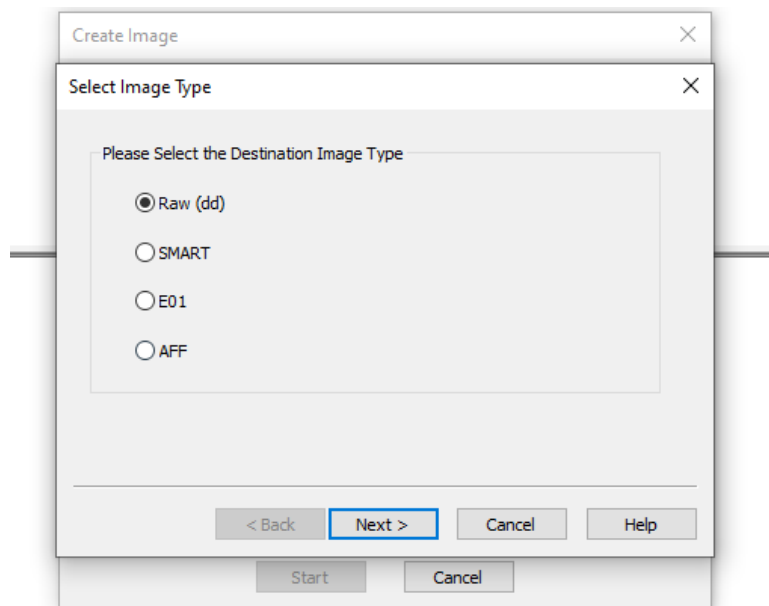 Create Image
Select Image Type
Please Select the Destination Image Type
Raw (dd)
SMART
E01
AFF
< Back Next > Cancel Help
Start Cancel